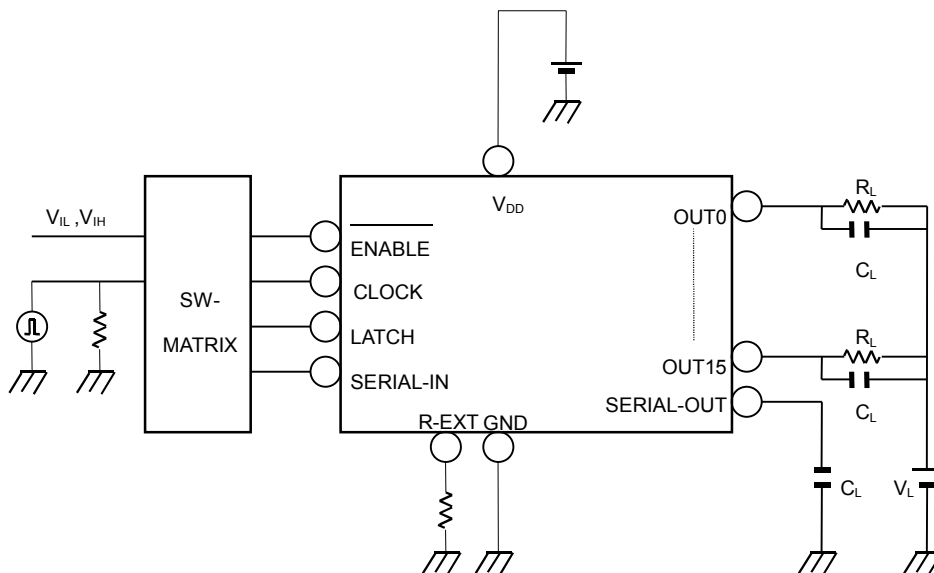 V_DD
OUT0
R_L
C_L
V_IL ,V_IH
ENABLE
CLOCK
SW-
MATRIX
LATCH
SERIAL-IN
R_L
OUT15
C_L
SERIAL-OUT
R-EXT GND
C_L
V_L